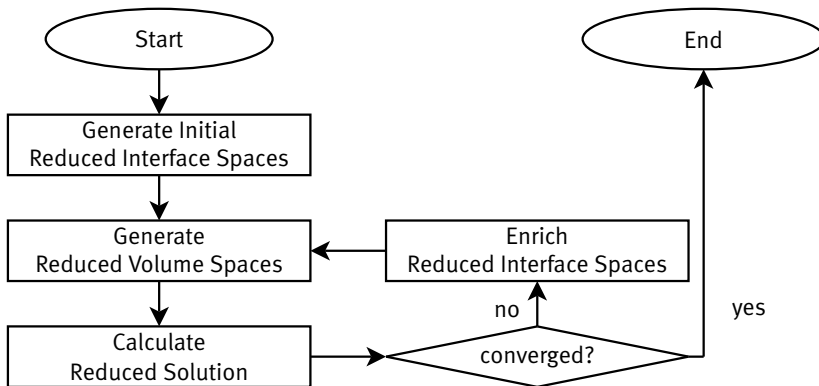 Start
End
Generate Initial
Reduced Interface Spaces
Generate
Reduced Volume Spaces
Enrich
Reduced Interface Spaces
no
yes
Calculate
Reduced Solution
converged?